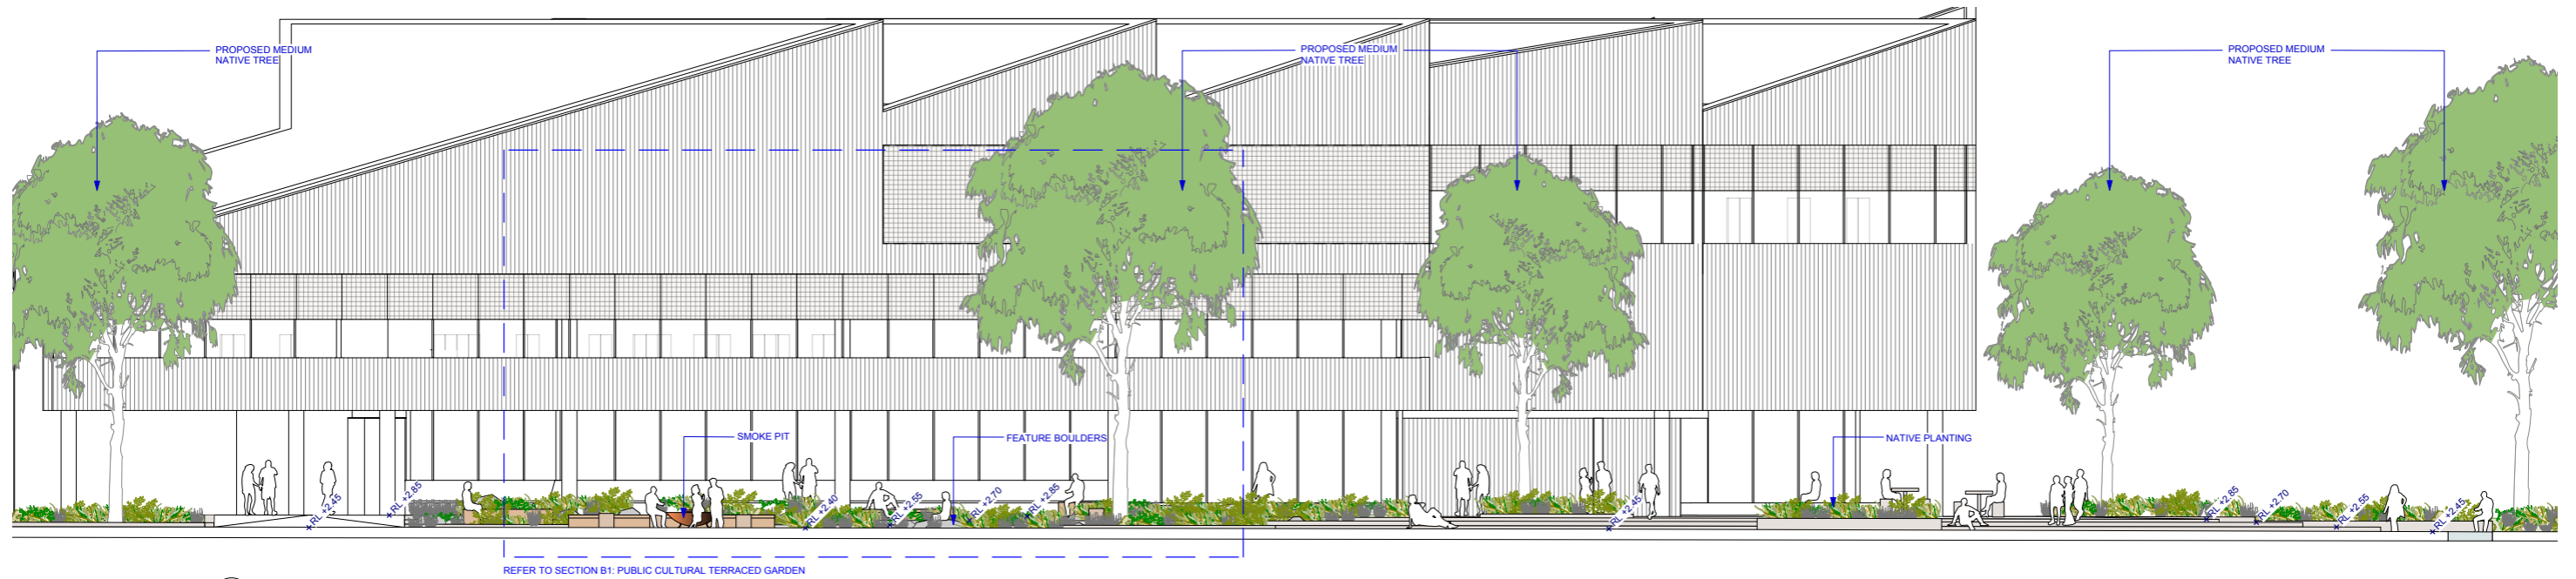 PROPOSED MEDIUM
NATIVE TREE
PROPOSED MEDIUM
NATIVE TREE
PROPOSED MEDIUM
NATIVE TREE
SMOKE PIT
FEATURE BOULDERS
NATIVE PLANTING
RL +2.45
RL +2.85
RL +2.40
RL +2.55
RL +2.70
RL +2.85
RL +2.45
RL +2.85
RL +2.70
RL +2.55
RL +2.45
REFER TO SECTION B1: PUBLIC CULTURAL TERRACED GARDEN